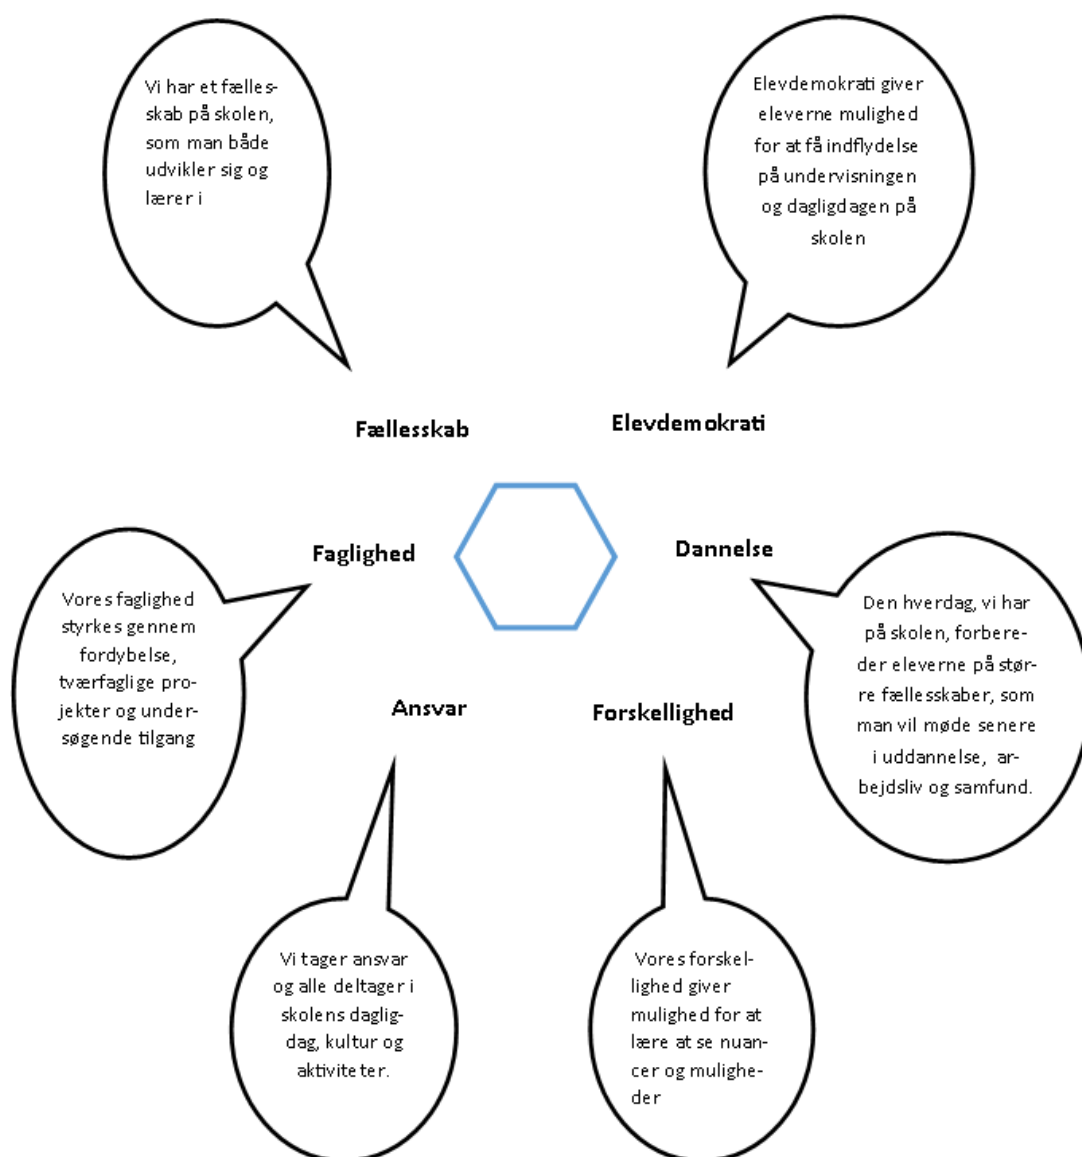 Vi har et fælles-
skab på skolen,
som man både
udvikler sig og
lærer i
Elevdemokrati giver
eleverne mulighed
for at få indflydelse
på undervisningen
og dagligdagen på
skolen
Fællesskab
Elevdemokrati
Faglighed
Dannelse
Vores faglighed
styrkes gennem
fordybelse,
tværfaglige pro-
jekter og under-
søgende tilgang
Den hverdag, vi har
på skolen, forbere-
der eleverne på stør-
re fællesskaber, som
man vil møde senere
i uddannelse, ar-
bejdsliv og samfund.
Ansvar
Forskellighed
Vi tager ansvar
og alle deltager i
skolens daglig-
dag, kultur og
aktiviteter.
Vores forskel-
lighed giver
mulighed for at
lære at se nuan-
cer og mulighe-
der